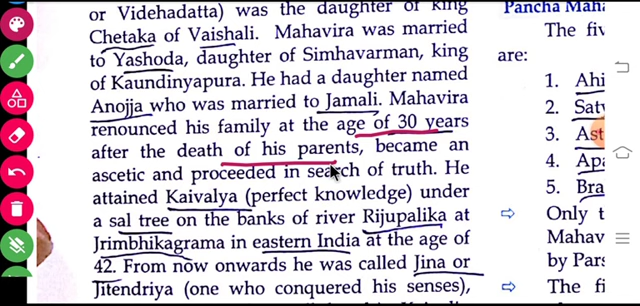 or Videhadatta) was the daughter of king
Chetaka of Vaishali. Mahavira was married
to Yashoda, daughter of Simhavarman, king
of Kaundinyapura. He had a daughter named
Anojja who was married to Jamali. Mahavira
renounced his family at the age of 30 years
after the death of his parents, became an
ascetic and proceeded in search of truth. He
attained Kaivalya (perfect knowledge) under
a sal tree on the banks of river Rijupalika at
Jrimbhikagrama in eastern India at the age of
42. From now onwards he was called Jina or
Jitendriya (one who conquered his senses),
Pancha Maha
The fiv
are:
1. Ahi
2. Saty
3. Ast
4. Apa
5. Bra
⇨ Only t
Mahav
by Pars
⇨ The fi